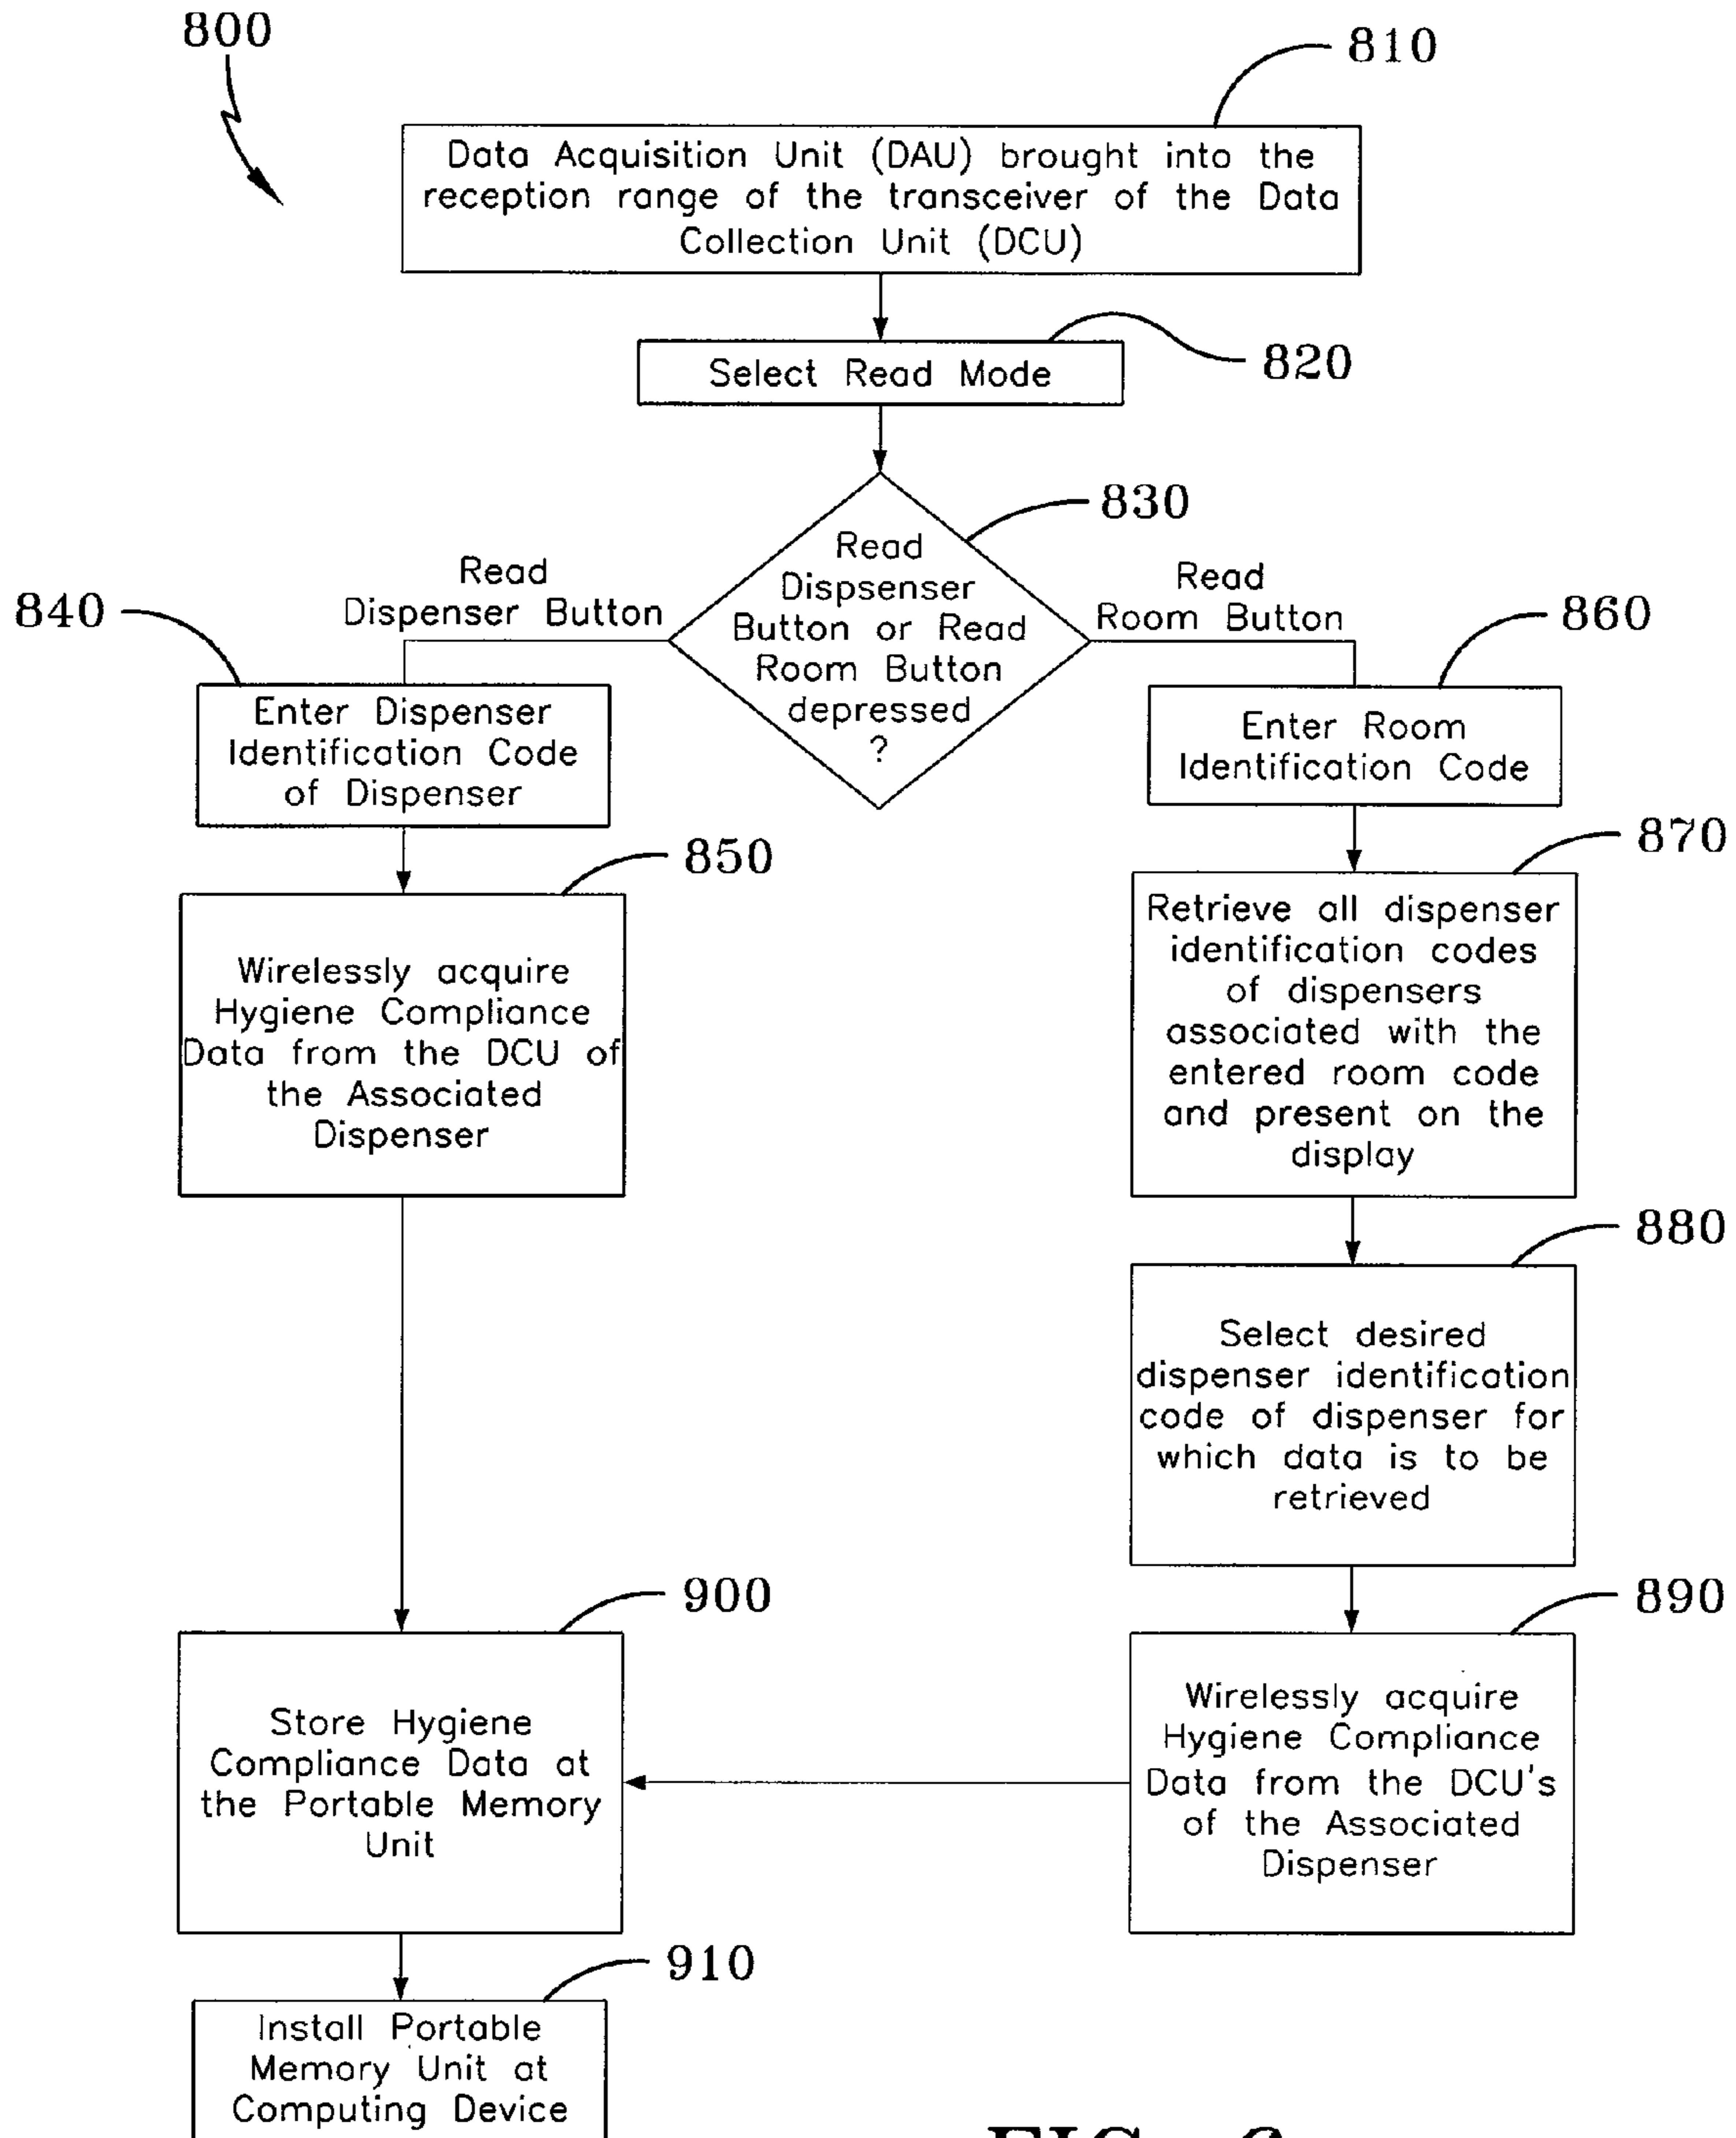 800
810
Data Acquisition Unit (DAU) brought into the
reception range of the transceiver of the Data
Collection Unit (DCU)
820
Select Read Mode
830
Read
Dispsenser
Button or Read
Room Button
depressed
?
Read
Dispenser Button
Read
Room Button
840
Enter Dispenser
Identification Code
of Dispenser
860
Enter Room
Identification Code
850
Wirelessly acquire
Hygiene Compliance
Data from the DCU of
the Associated
Dispenser
870
Retrieve all dispenser
identification codes
of dispensers
associated with the
entered room code
and present on the
display
880
Select desired
dispenser identification
code of dispenser for
which data is to be
retrieved
900
Store Hygiene
Compliance Data at
the Portable Memory
Unit
890
Wirelessly acquire
Hygiene Compliance
Data from the DCU's
of the Associated
Dispenser
910
Install Portable
Memory Unit at
Computing Device